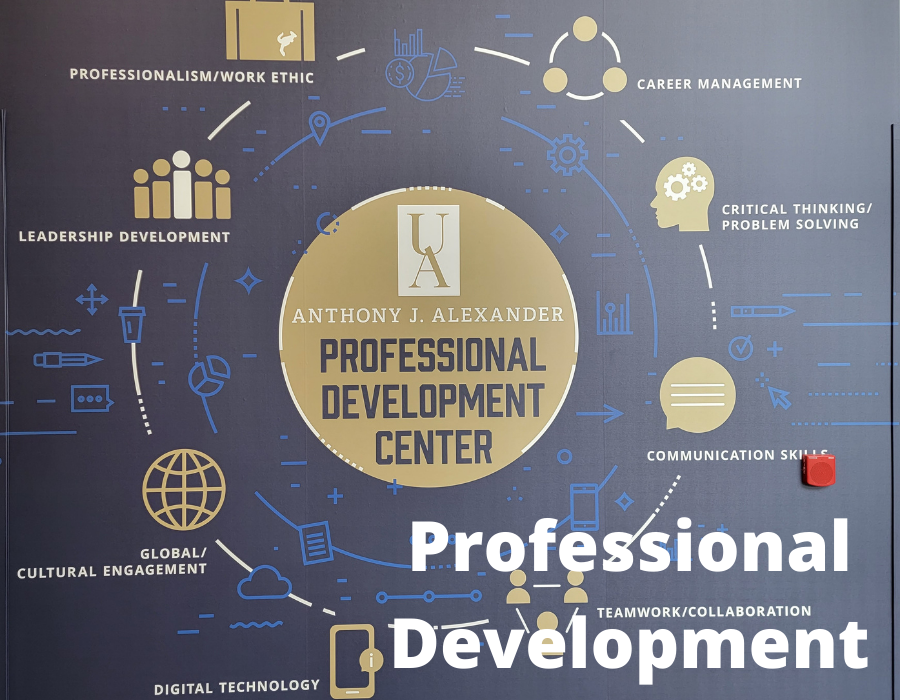 PROFESSIONALISM/WORK ETHIC
CAREER MANAGEMENT
CRITICAL THINKING/
PROBLEM SOLVING
LEADERSHIP DEVELOPMENT
UA
ANTHONY J. ALEXANDER
PROFESSIONAL
DEVELOPMENT
CENTER
COMMUNICATION SKILLS
GLOBAL/
CULTURAL ENGAGEMENT
TEAMWORK/COLLABORATION
DIGITAL TECHNOLOGY
i
Professional
Development